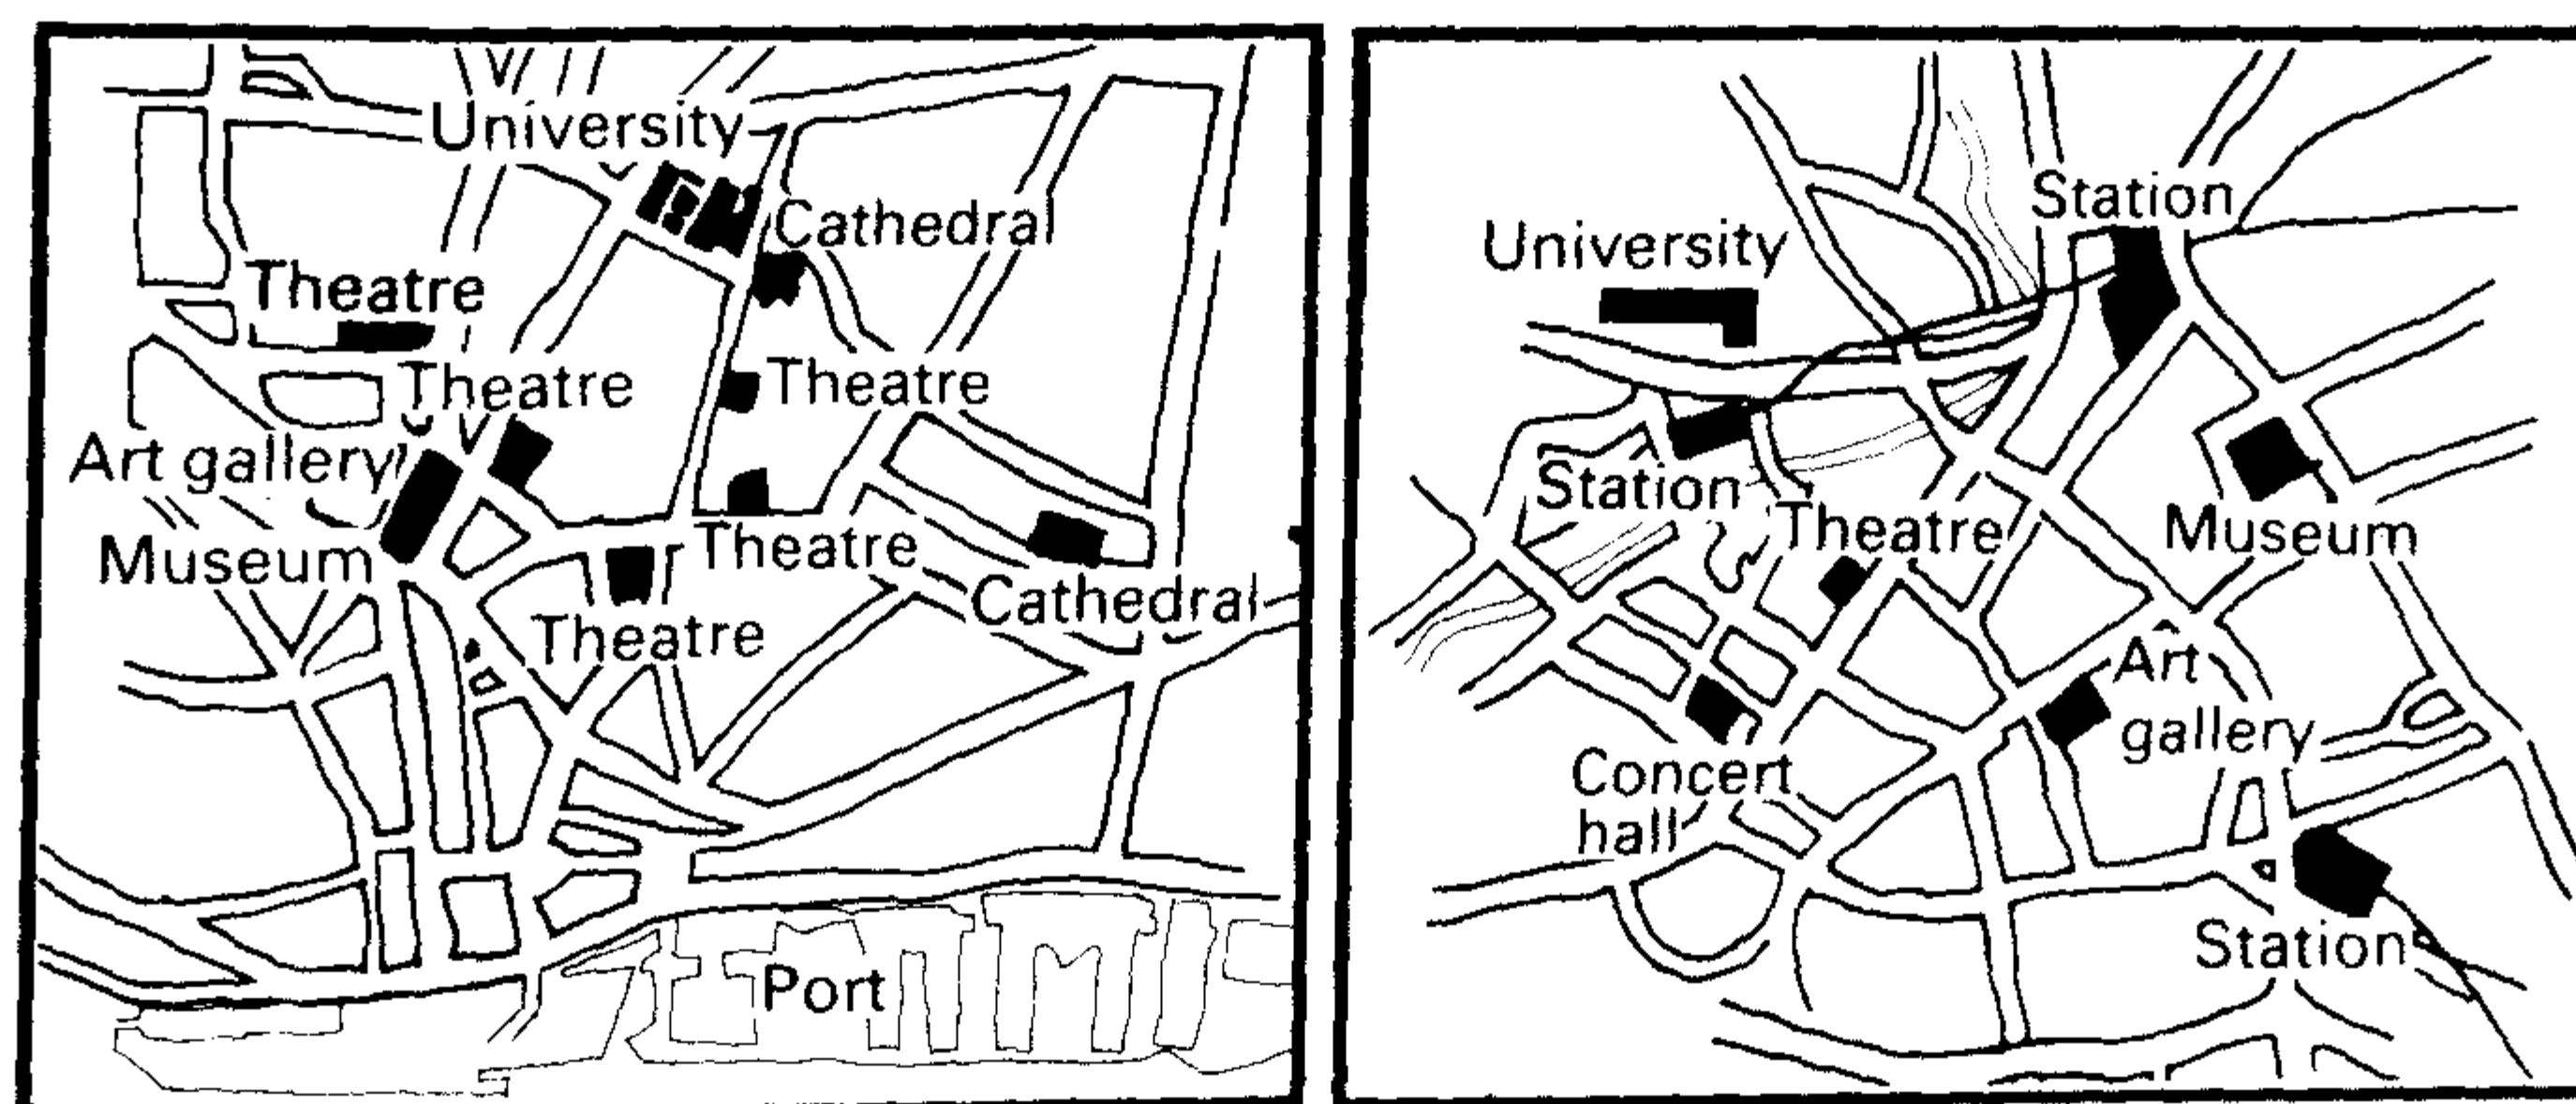 University
Cathedral
Theatre
Theatre
Theatre
Art gallery
Museum
Theatre
Cathedral
Theatre
Port
Station
University
Station
Theatre
Museum
Art
gallery
Concert
hall
Station